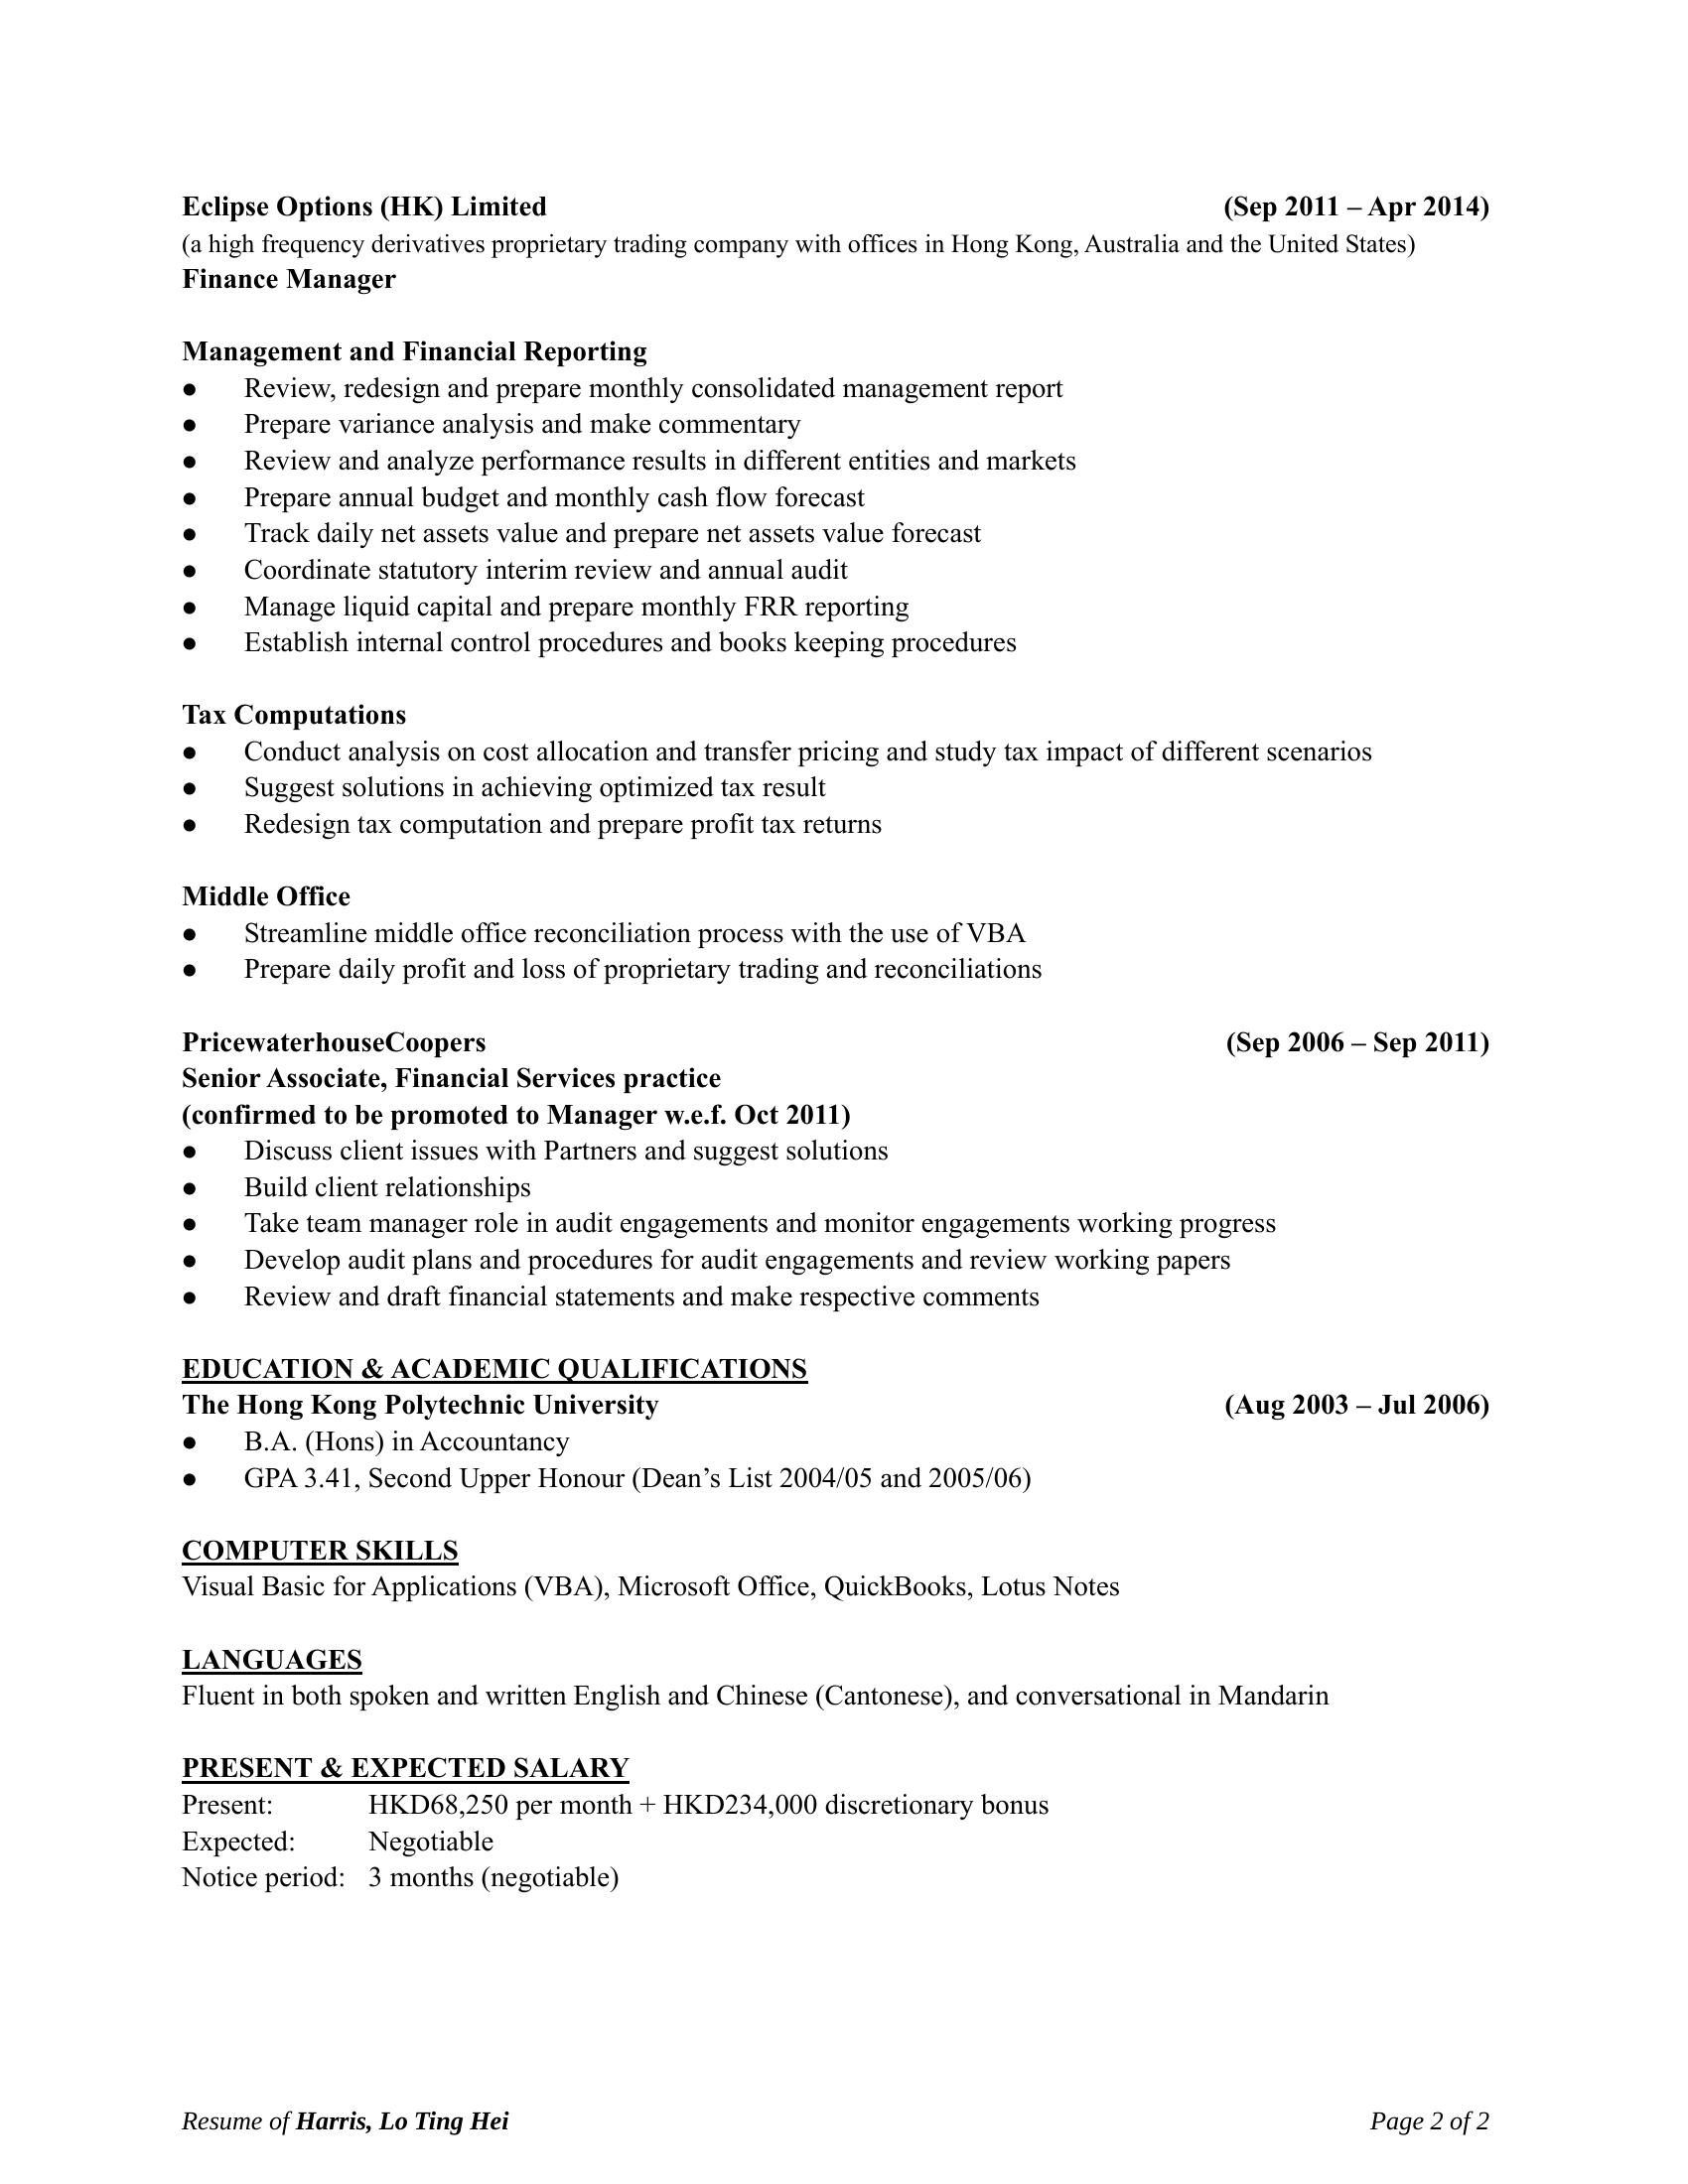 Eclipse Options (HK) Limited (Sep 2011 – Apr 2014)
(a high frequency derivatives proprietary trading company with offices in Hong Kong, Australia and the United States)
Finance Manager
Management and Financial Reporting
● Review, redesign and prepare monthly consolidated management report
● Prepare variance analysis and make commentary
● Review and analyze performance results in different entities and markets
● Prepare annual budget and monthly cash flow forecast
● Track daily net assets value and prepare net assets value forecast
● Coordinate statutory interim review and annual audit
● Manage liquid capital and prepare monthly FRR reporting
● Establish internal control procedures and books keeping procedures
Tax Computations
● Conduct analysis on cost allocation and transfer pricing and study tax impact of different scenarios
● Suggest solutions in achieving optimized tax result
● Redesign tax computation and prepare profit tax returns
Middle Office
● Streamline middle office reconciliation process with the use of VBA
● Prepare daily profit and loss of proprietary trading and reconciliations
PricewaterhouseCoopers (Sep 2006 – Sep 2011)
Senior Associate, Financial Services practice
(confirmed to be promoted to Manager w.e.f. Oct 2011)
● Discuss client issues with Partners and suggest solutions
● Build client relationships
● Take team manager role in audit engagements and monitor engagements working progress
● Develop audit plans and procedures for audit engagements and review working papers
● Review and draft financial statements and make respective comments
EDUCATION & ACADEMIC QUALIFICATIONS
The Hong Kong Polytechnic University (Aug 2003 – Jul 2006)
● B.A. (Hons) in Accountancy
● GPA 3.41, Second Upper Honour (Dean’s List 2004/05 and 2005/06)
COMPUTER SKILLS
Visual Basic for Applications (VBA), Microsoft Office, QuickBooks, Lotus Notes
LANGUAGES
Fluent in both spoken and written English and Chinese (Cantonese), and conversational in Mandarin
PRESENT & EXPECTED SALARY
Present: HKD68,250 per month + HKD234,000 discretionary bonus
Expected: Negotiable
Notice period: 3 months (negotiable)
Resume of Harris, Lo Ting Hei Page 2 of 2